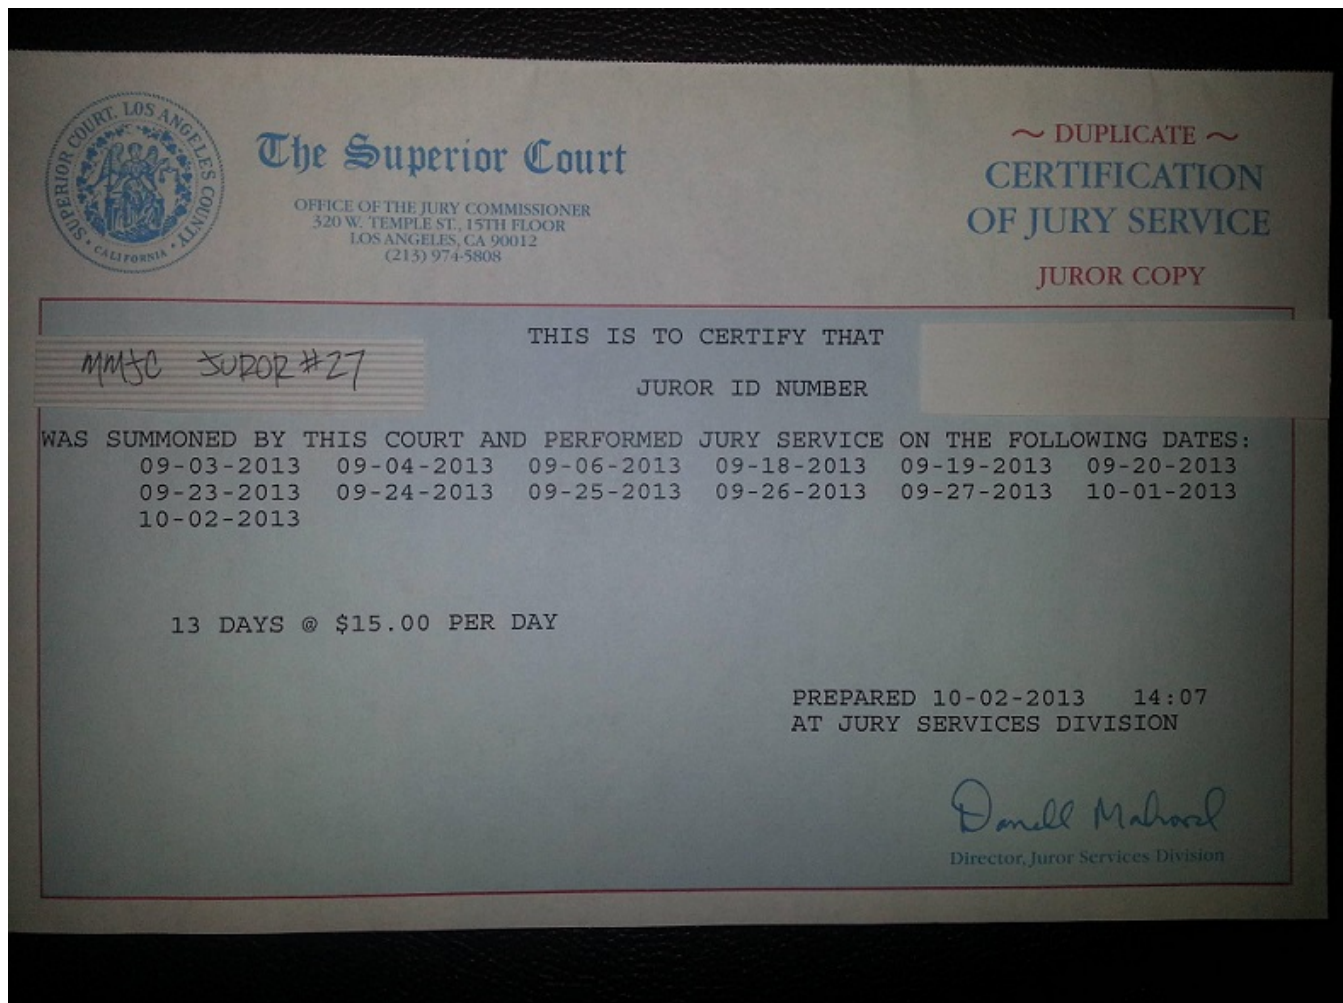 SUPERIOR COURT, LOS ANGELES COUNTY
CALIFORNIA
The Superior Court
OFFICE OF THE JURY COMMISSIONER
320 W. TEMPLE ST., 15TH FLOOR
LOS ANGELES, CA 90012
(213) 974-5808
~ DUPLICATE ~
CERTIFICATION
OF JURY SERVICE
JUROR COPY
THIS IS TO CERTIFY THAT
MMJC JUROR #27
JUROR ID NUMBER
WAS SUMMONED BY THIS COURT AND PERFORMED JURY SERVICE ON THE FOLLOWING DATES:
09-03-2013 09-04-2013 09-06-2013 09-18-2013 09-19-2013 09-20-2013
09-23-2013 09-24-2013 09-25-2013 09-26-2013 09-27-2013 10-01-2013
10-02-2013
13 DAYS @ $15.00 PER DAY
PREPARED 10-02-2013 14:07
AT JURY SERVICES DIVISION
Director, Juror Services Division